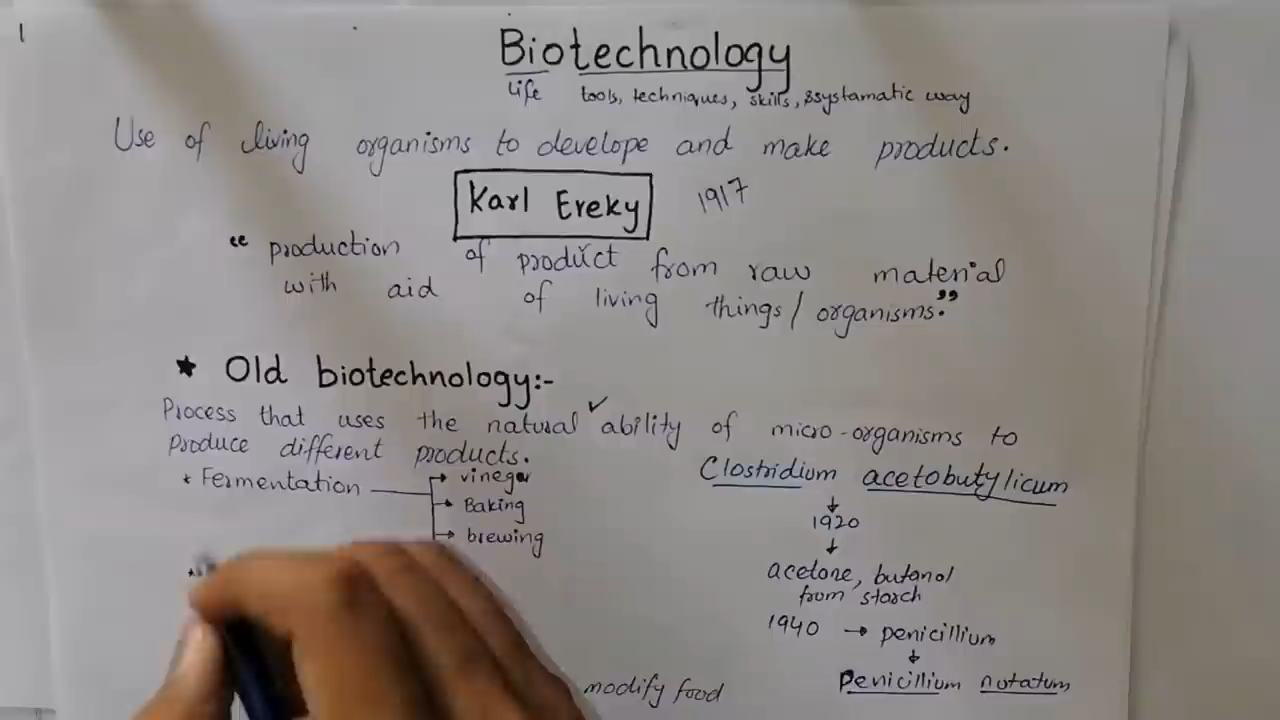 1
Biotechnology
Life tools, techniques, skills, &systamatic way
Use of living organisms to develope and make products.
Karl Ereky 1917
"production of product from raw material
with aid of living things/organisms."
★ Old biotechnology:-
Process that uses the natural ✓ ability of micro-organisms to
Produce different products.
* Fermentation → vinegar
→ Baking
→ brewing
Clostridium acetobutylicum
↓
1920
↓
acetone, butanol
from starch
1940 → penicillium
↓
Penicillium notatum
modify food